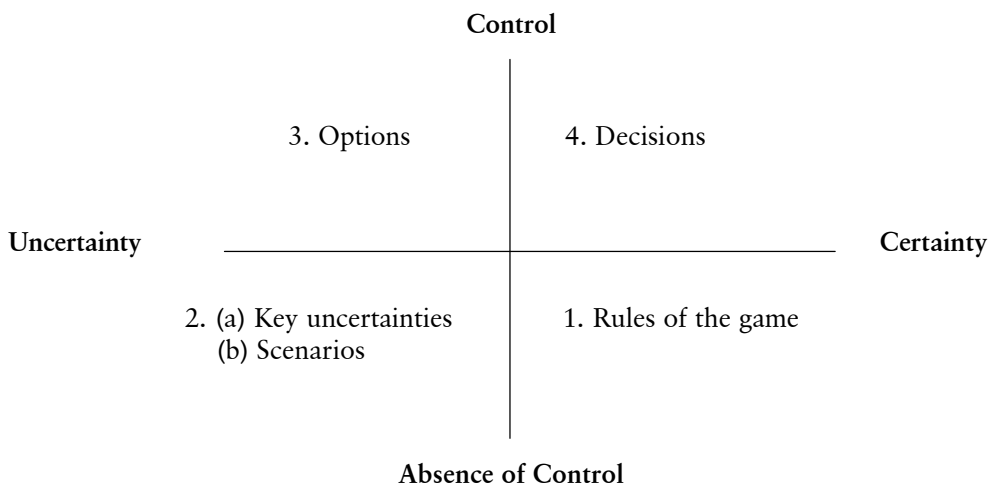 Control
3. Options
4. Decisions
Uncertainty
Certainty
2. (a) Key uncertainties
(b) Scenarios
1. Rules of the game
Absence of Control